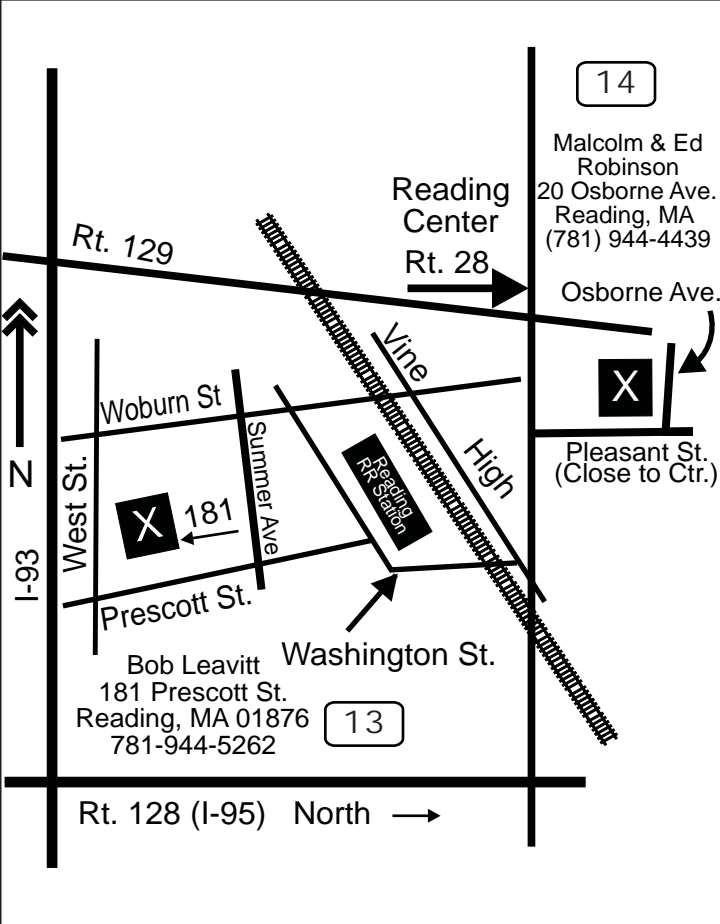 14
Malcolm & Ed
Robinson
20 Osborne Ave.
Reading, MA
(781) 944-4439
Reading
Center
Rt. 28
Rt. 129
Osborne Ave.
Vine
X
Woburn St
Pleasant St.
(Close to Ctr.)
Summer Ave
High
Reading
RR Station
N
West St.
X
181
I-93
Prescott St.
Washington St.
Bob Leavitt
181 Prescott St.
Reading, MA 01876
781-944-5262
13
Rt. 128 (I-95) North